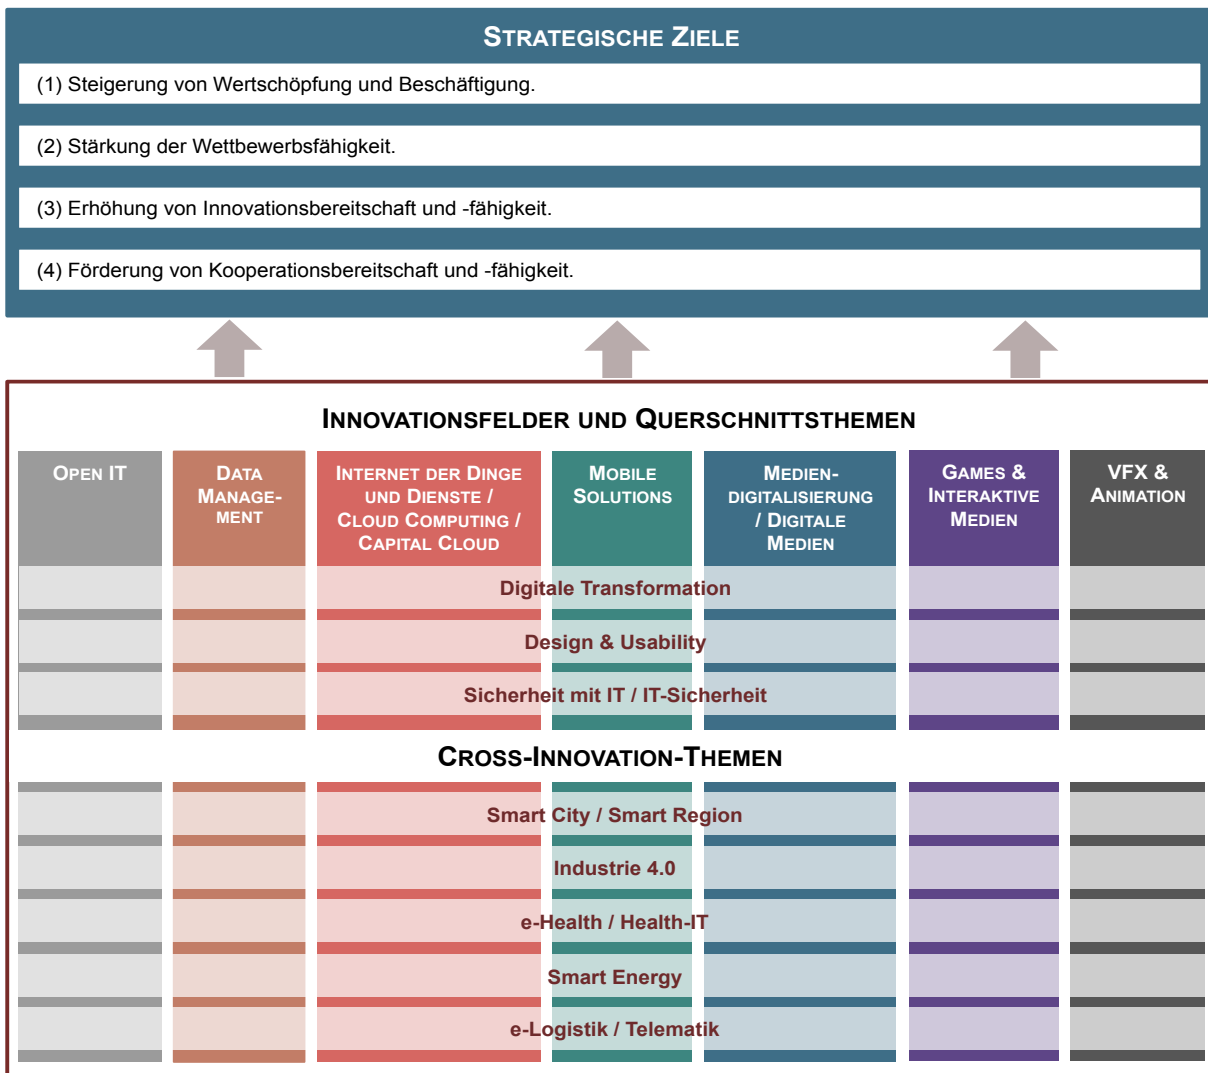 STRATEGISCHE ZIELE
(1) Steigerung von Wertschöpfung und Beschäftigung.
(2) Stärkung der Wettbewerbsfähigkeit.
(3) Erhöhung von Innovationsbereitschaft und -fähigkeit.
(4) Förderung von Kooperationsbereitschaft und -fähigkeit.
INNOVATIONSFELDER UND QUERSCHNITTSTHEMEN
OPEN IT
DATA
MANAGE-
MENT
INTERNET DER DINGE
UND DIENSTE /
CLOUD COMPUTING /
CAPITAL CLOUD
MOBILE
SOLUTIONS
MEDIEN-
DIGITALISIERUNG
/ DIGITALE
MEDIEN
GAMES &
INTERAKTIVE
MEDIEN
VFX &
ANIMATION
Digitale Transformation
Design & Usability
Sicherheit mit IT / IT-Sicherheit
CROSS-INNOVATION-THEMEN
Smart City / Smart Region
Industrie 4.0
e-Health / Health-IT
Smart Energy
e-Logistik / Telematik